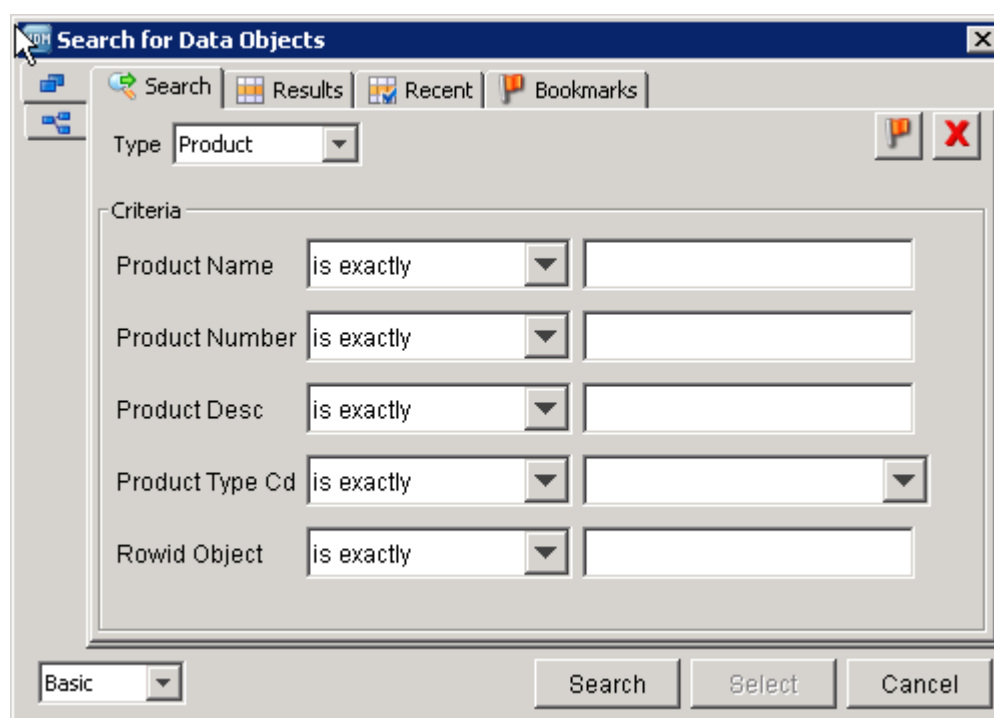 Search for Data Objects
Search Results Recent Bookmarks
Type Product
Criteria
Product Name is exactly
Product Number is exactly
Product Desc is exactly
Product Type Cd is exactly
Rowid Object is exactly
Basic Search Select Cancel